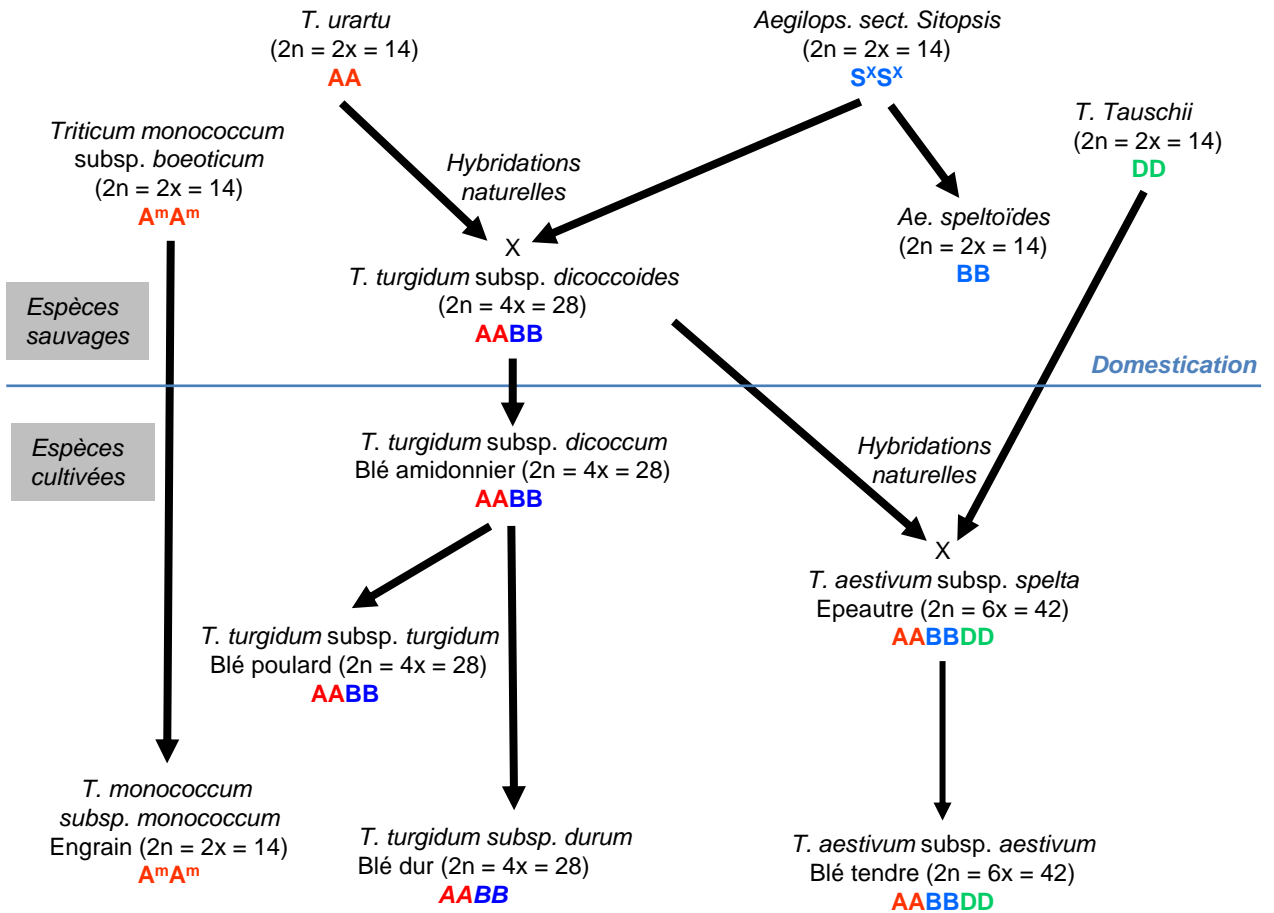 T. urartu
(2n = 2x = 14)
AA
Aegilops. sect. Sitopsis
(2n = 2x = 14)
SXSX
T. Tauschii
(2n = 2x = 14)
DD
Triticum monococcum
subsp. boeoticum
(2n = 2x = 14)
AmAm
Hybridations
naturelles
Ae. speltoïdes
(2n = 2x = 14)
BB
X
T. turgidum subsp. dicoccoides
(2n = 4x = 28)
AABB
Espèces
sauvages
Domestication
Espèces
cultivées
T. turgidum subsp. dicoccum
Blé amidonnier (2n = 4x = 28)
AABB
Hybridations
naturelles
X
T. aestivum subsp. spelta
Epeautre (2n = 6x = 42)
AABBDD
T. turgidum subsp. turgidum
Blé poulard (2n = 4x = 28)
AABB
T. monococcum
subsp. monococcum
Engrain (2n = 2x = 14)
AmAm
T. turgidum subsp. durum
Blé dur (2n = 4x = 28)
AABB
T. aestivum subsp. aestivum
Blé tendre (2n = 6x = 42)
AABBDD